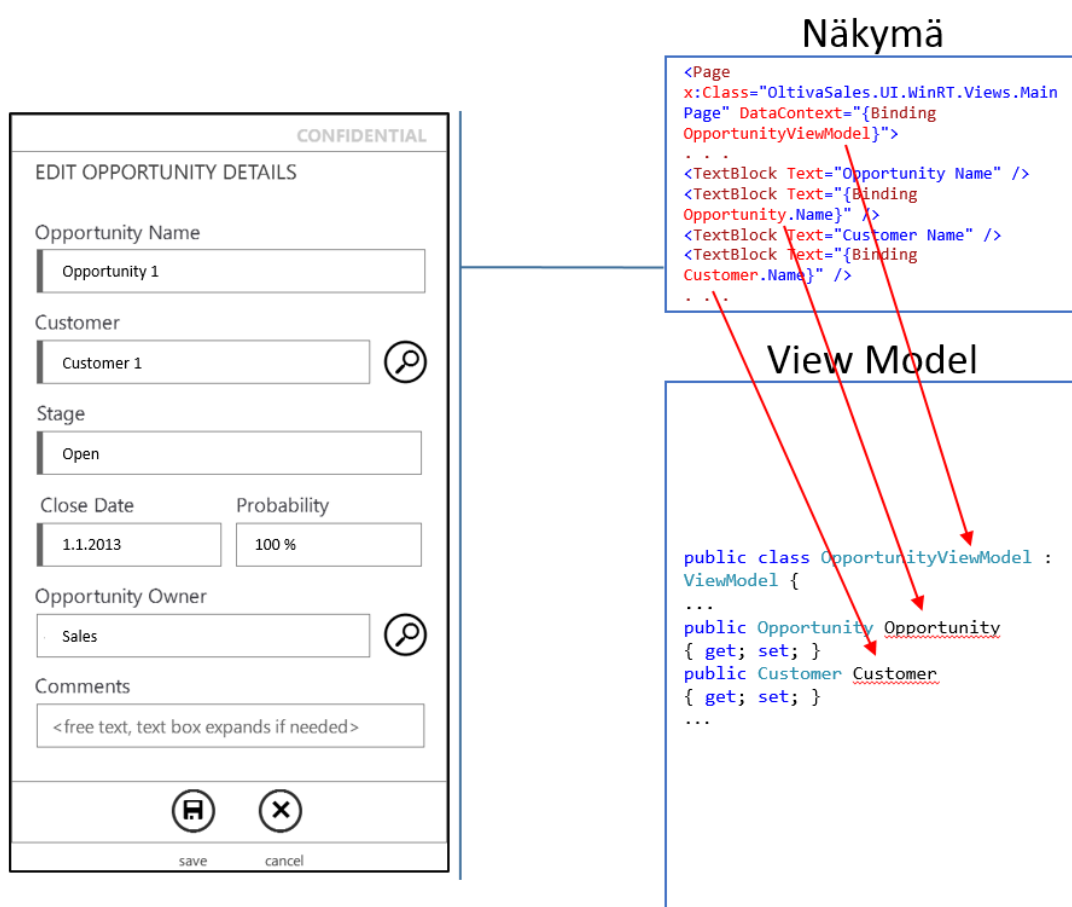 CONFIDENTIAL
EDIT OPPORTUNITY DETAILS
Opportunity Name
Opportunity 1
Customer
Customer 1
Stage
Open
Close Date
Probability
1.1.2013
100 %
Opportunity Owner
Sales
Comments
<free text, text box expands if needed>
save
cancel
Näkymä
<Page
x:Class="OltivaSales.UI.WinRT.Views.Main
Page" DataContext="{Binding
OpportunityViewModel}">
. . .
<TextBlock Text="Opportunity Name" />
<TextBlock Text="{Binding
Opportunity.Name}" />
<TextBlock Text="Customer Name" />
<TextBlock Text="{Binding
Customer.Name}" />
. . .
View Model
public class OpportunityViewModel :
ViewModel {
...
public Opportunity Opportunity
{ get; set; }
public Customer Customer
{ get; set; }
...